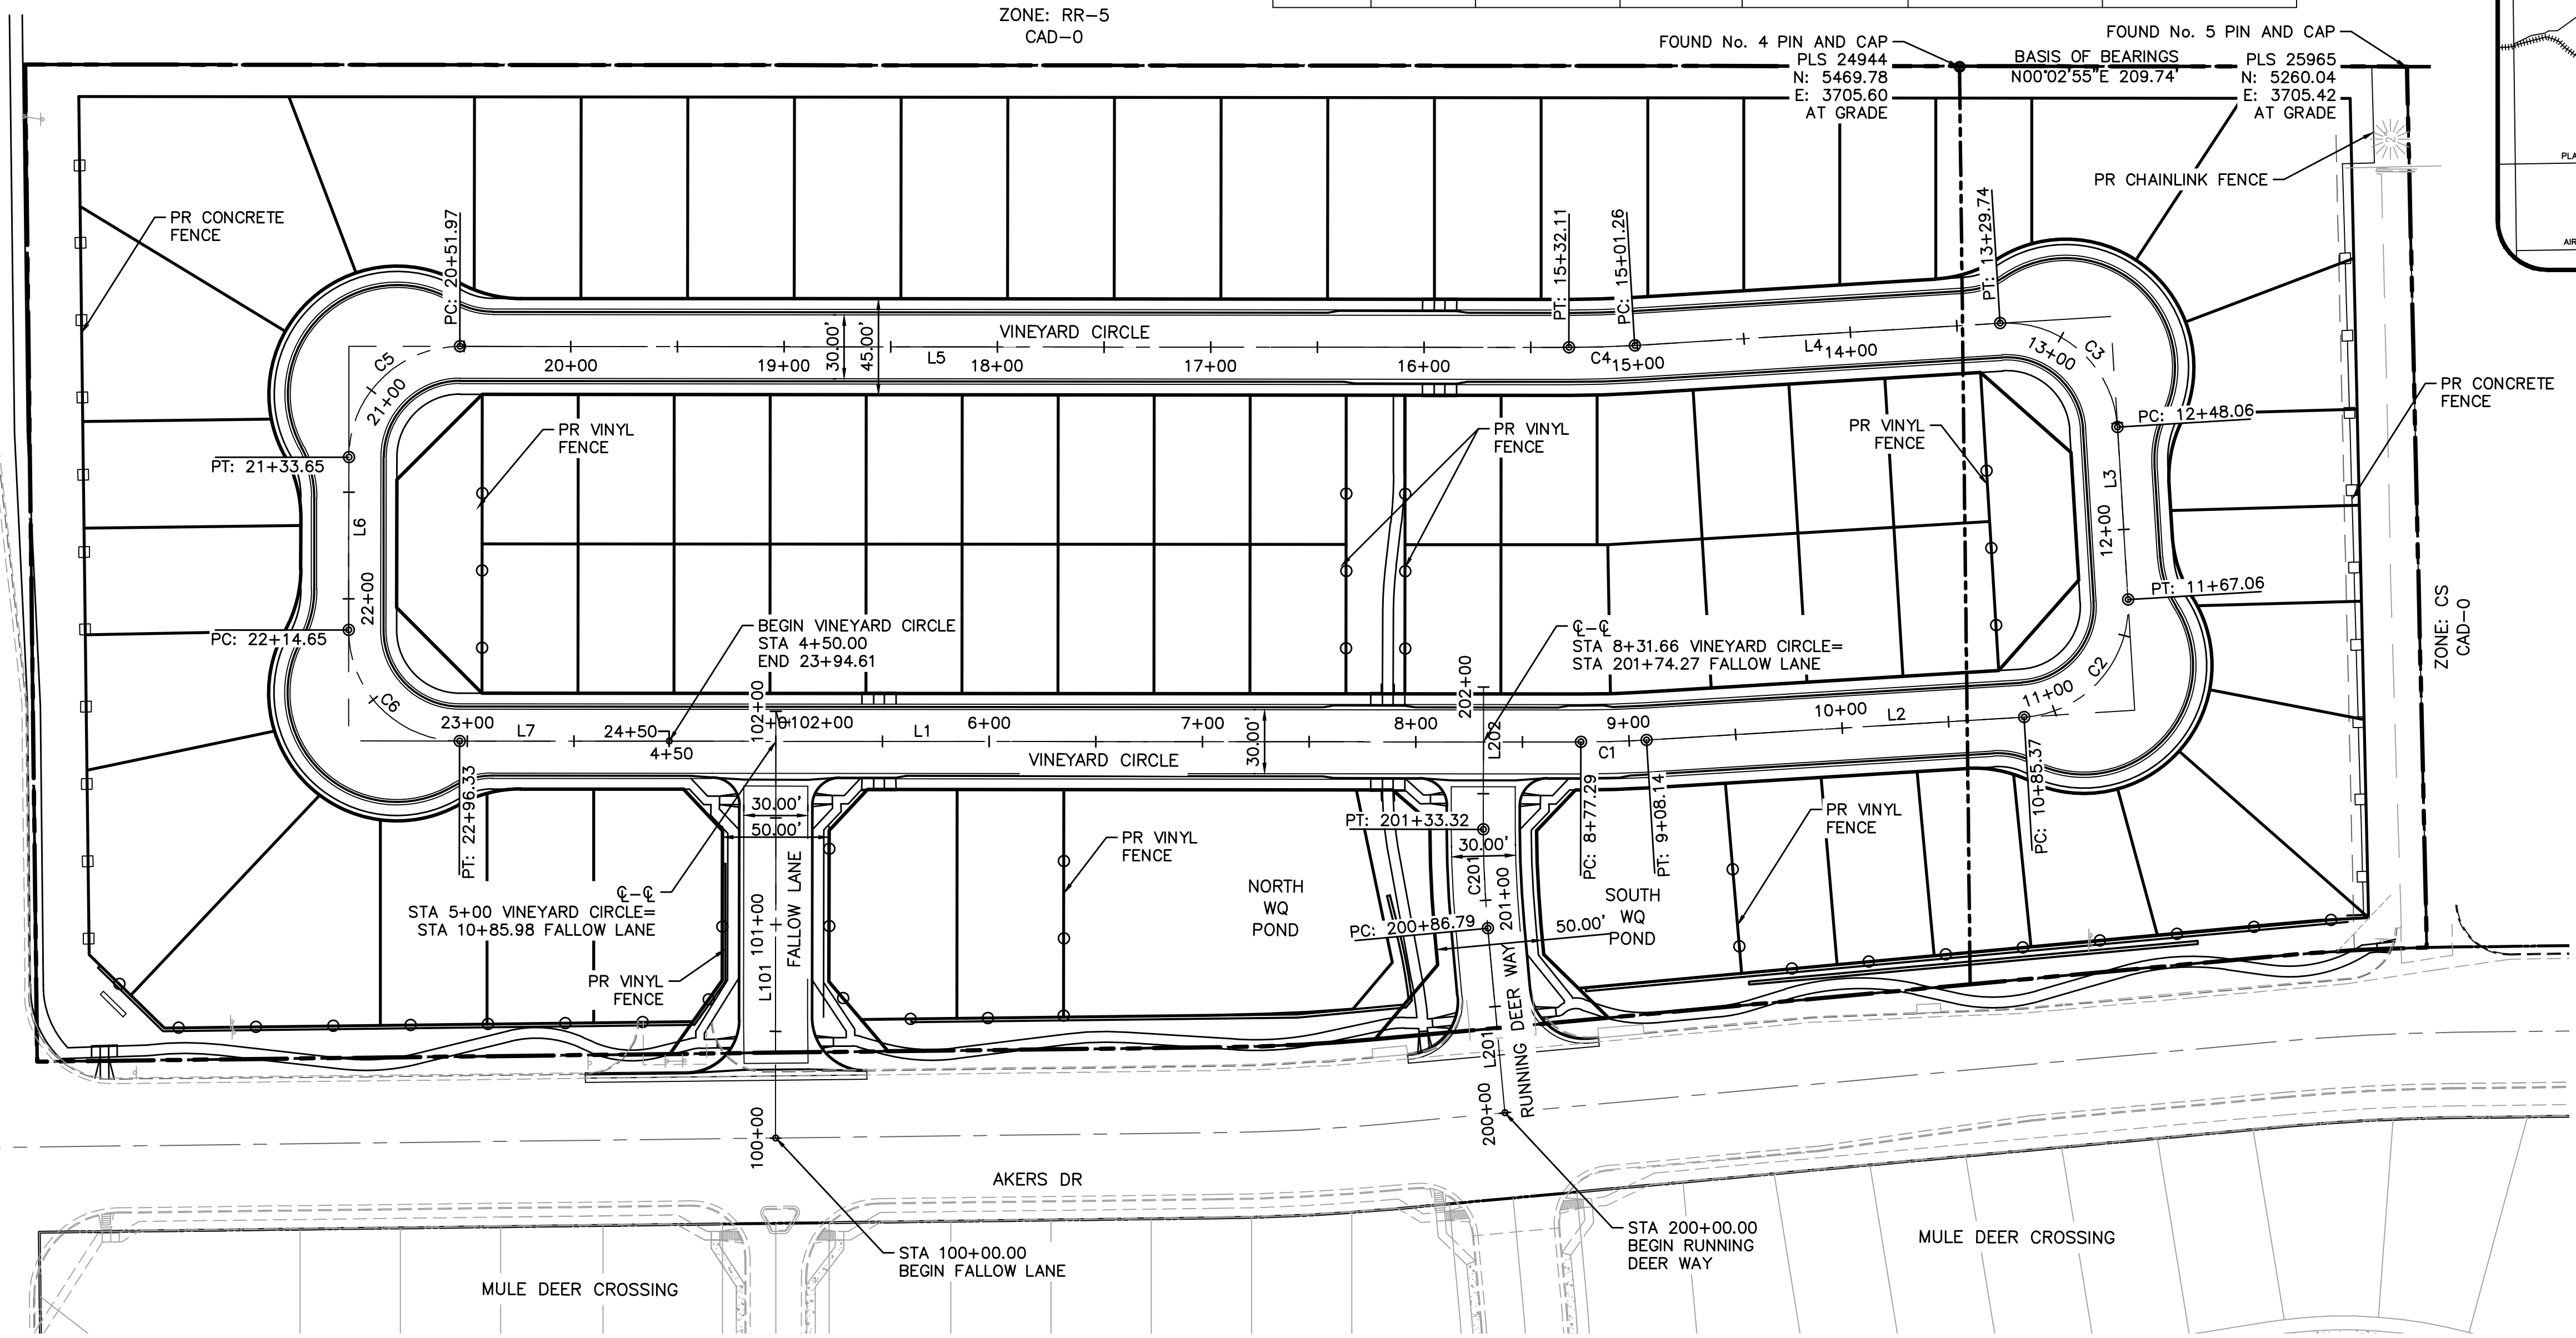 ZONE: RR-5
CAD-0
FOUND No. 4 PIN AND CAP
PLS 24944
N: 5469.78
E: 3705.60
AT GRADE
BASIS OF BEARINGS
N00°02'55"E 209.74'
FOUND No. 5 PIN AND CAP
PLS 25965
N: 5260.04
E: 3705.42
AT GRADE
PR CHAINLINK FENCE
PR CONCRETE
FENCE
PC: 20+51.97
PT: 15+32.11
PC: 15+01.26
PT: 13+29.74
VINEYARD CIRCLE
30.00'
45.00'
C5
21+00
20+00
19+00
L5
18+00
17+00
16+00
C4
15+00
L4
14+00
13+00
C3
PR CONCRETE
FENCE
PC: 12+48.06
PR VINYL
FENCE
PR VINYL
FENCE
PR VINYL
FENCE
PT: 21+33.65
L6
22+00
PC: 22+14.65
L3
12+00
PT: 11+67.06
ZONE: CS
CAD-0
BEGIN VINEYARD CIRCLE
STA 4+50.00
END 23+94.61
℄-℄
STA 8+31.66 VINEYARD CIRCLE=
STA 201+74.27 FALLOW LANE
C6
23+00
L7
24+50
4+50
102+00
102+00
L1
6+00
7+00
8+00
202+00
L202
9+00
C1
10+00
L2
11+00
C2
VINEYARD CIRCLE
30.00'
PT: 22+96.33
30.00'
50.00'
PT: 201+33.32
30.00'
PC: 8+77.29
PT: 9+08.14
PC: 10+85.37
PR VINYL
FENCE
PR VINYL
FENCE
℄-℄
STA 5+00 VINEYARD CIRCLE=
STA 10+85.98 FALLOW LANE
L101
101+00
FALLOW LANE
NORTH
WQ
POND
C201
201+00
PC: 200+86.79
50.00'
SOUTH
WQ
POND
PR VINYL
FENCE
L201
200+00
RUNNING DEER WAY
100+00
AKERS DR
STA 100+00.00
BEGIN FALLOW LANE
STA 200+00.00
BEGIN RUNNING
DEER WAY
MULE DEER CROSSING
MULE DEER CROSSING